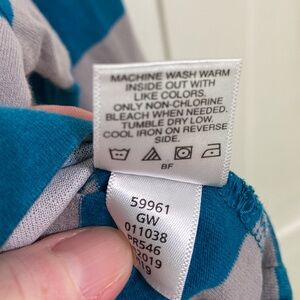 MACHINE WASH WARM
INSIDE OUT WITH
LIKE COLORS.
ONLY NON-CHLORINE
BLEACH WHEN NEEDED.
TUMBLE DRY LOW.
COOL IRON ON REVERSE
SIDE.
BF
59961
GW
011038
PR546
2019